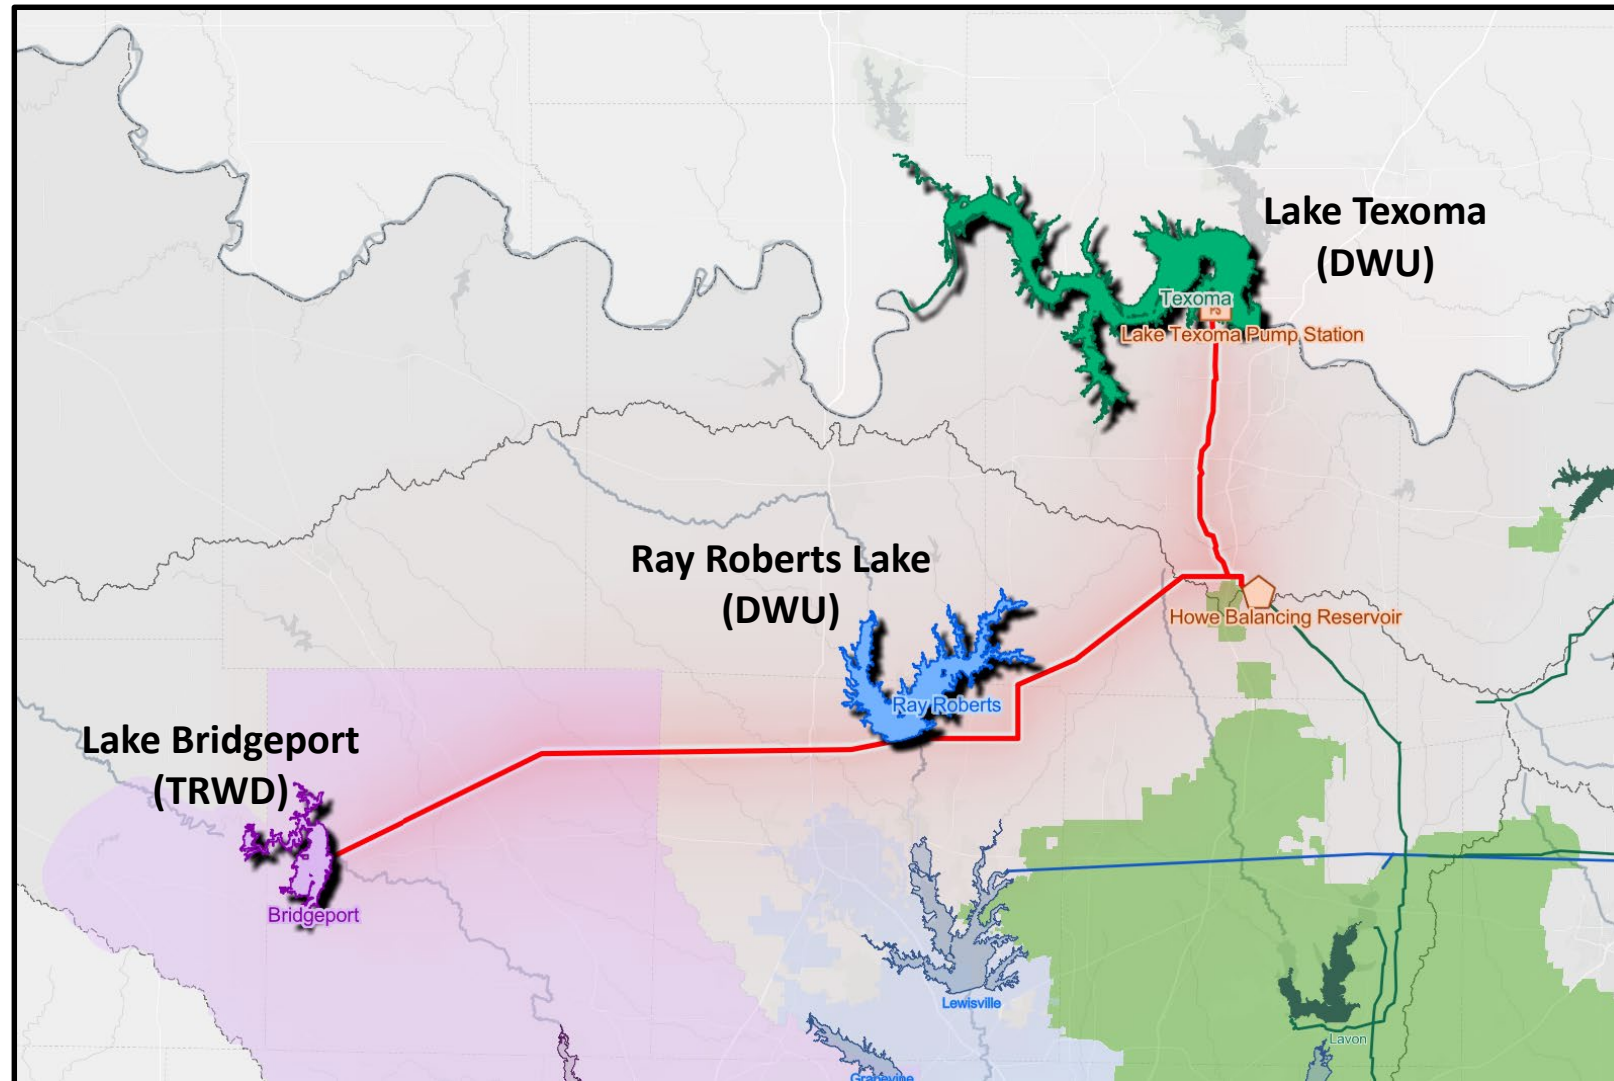 Lake Texoma
(DWU)
Texoma
Lake Texoma Pump Station
Ray Roberts Lake
(DWU)
Howe Balancing Reservoir
Ray Roberts
Lake Bridgeport
(TRWD)
Bridgeport
Lewisville
Lavon
Grapevine